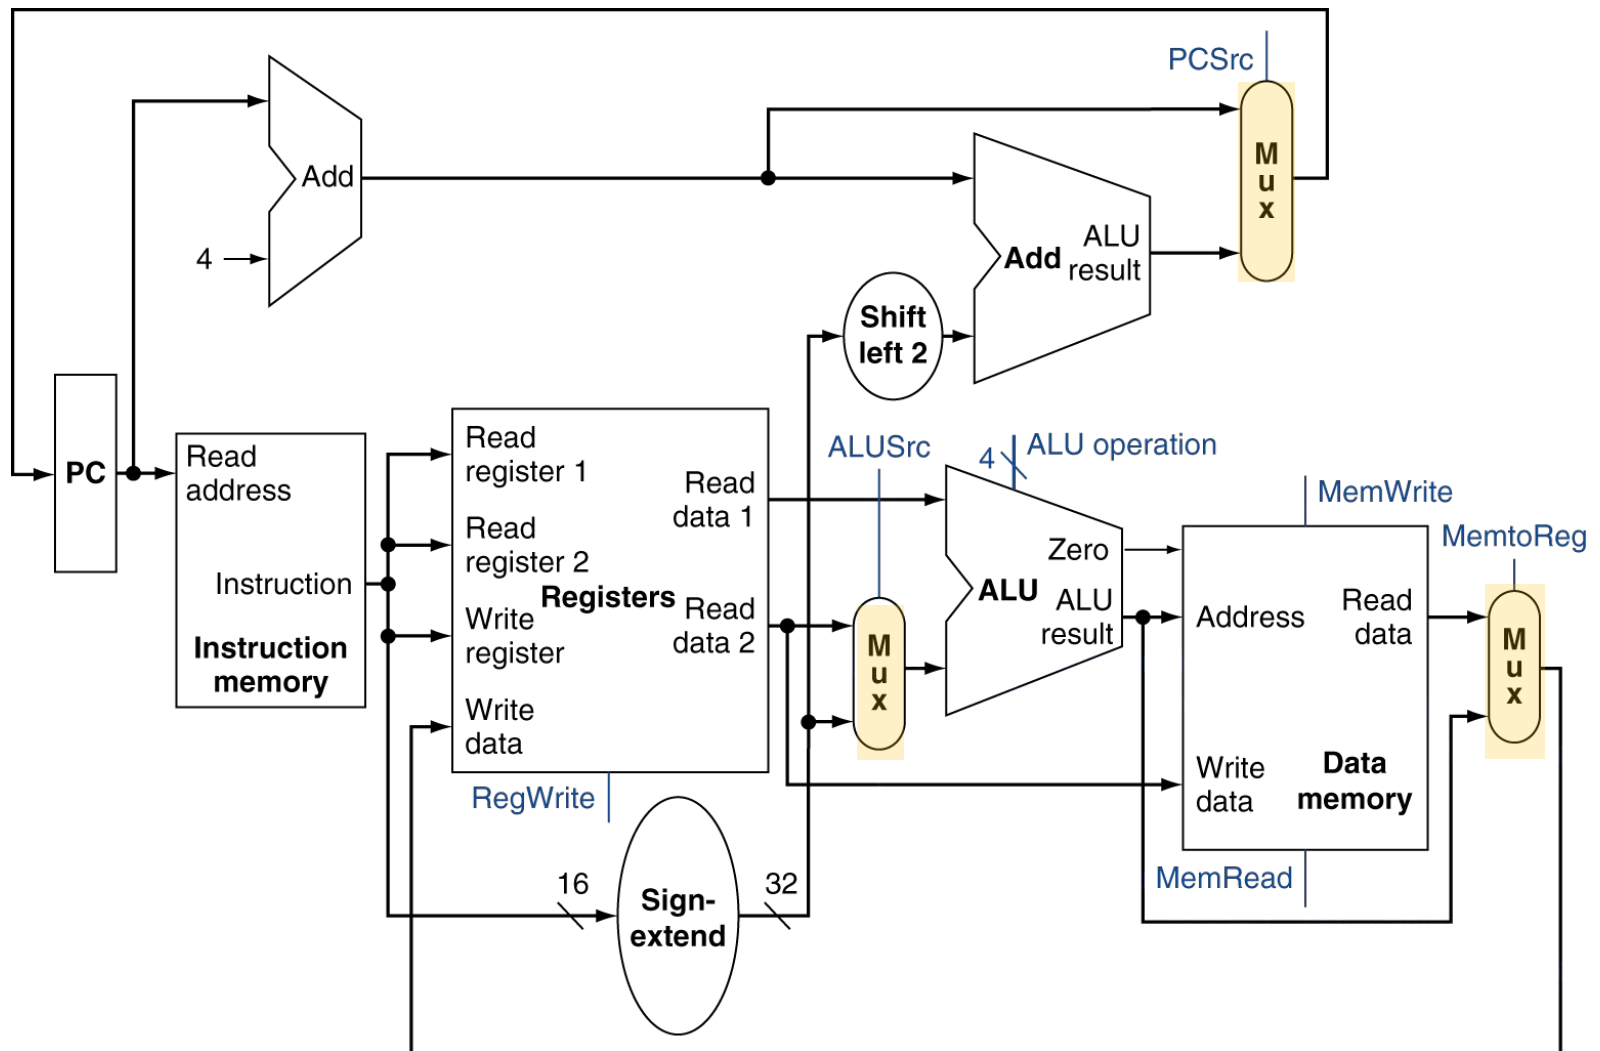 PCSrc
M
u
x
Add
4
Add
ALU
result
Shift
left 2
PC
Read
address
Instruction
Instruction
memory
Read
register 1
Read
register 2
Write
register
Write
data
Registers
Read
data 1
Read
data 2
RegWrite
16
Sign-
extend
32
ALUSrc
M
u
x
4
ALU operation
Zero
ALU
ALU
result
MemWrite
Address
Read
data
Write
data
Data
memory
MemRead
MemtoReg
M
u
x